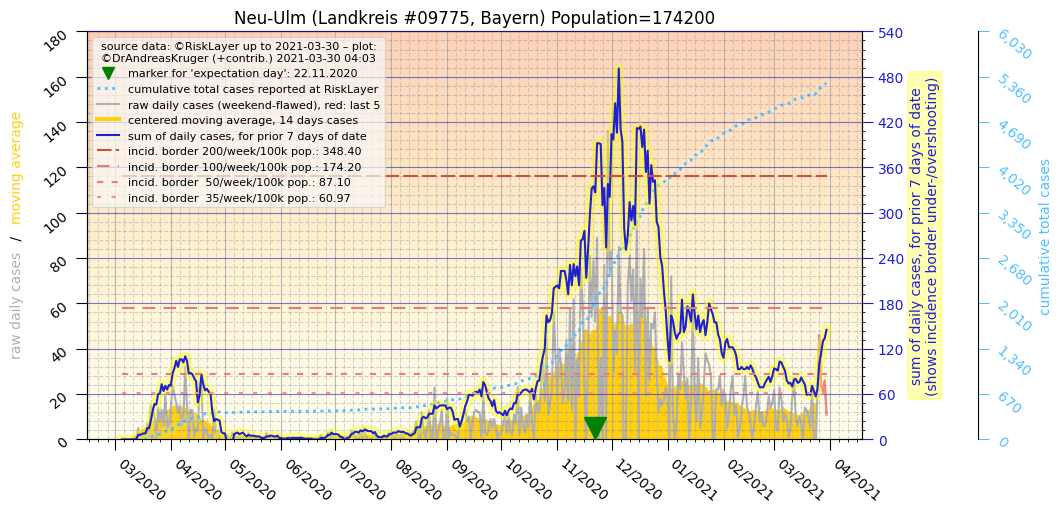 Neu-Ulm (Landkreis #09775, Bayern) Population=174200
source data: ©RiskLayer up to 2021-03-30 – plot:
©DrAndreasKruger (+contrib.) 2021-03-30 04:03
marker for 'expectation day': 22.11.2020
cumulative total cases reported at RiskLayer
raw daily cases (weekend-flawed), red: last 5
centered moving average, 14 days cases
sum of daily cases, for prior 7 days of date
incid. border 200/week/100k pop.: 348.40
incid. border 100/week/100k pop.: 174.20
incid. border 50/week/100k pop.: 87.10
incid. border 35/week/100k pop.: 60.97
raw daily cases / moving average
180
160
140
120
100
80
60
40
20
0
03/2020
04/2020
05/2020
06/2020
07/2020
08/2020
09/2020
10/2020
11/2020
12/2020
01/2021
02/2021
03/2021
04/2021
540
480
420
360
300
240
180
120
60
0
sum of daily cases, for prior 7 days of date
(shows incidence border under-/overshooting)
6,030
5,360
4,690
4,020
3,350
2,680
2,010
1,340
670
0
cumulative total cases